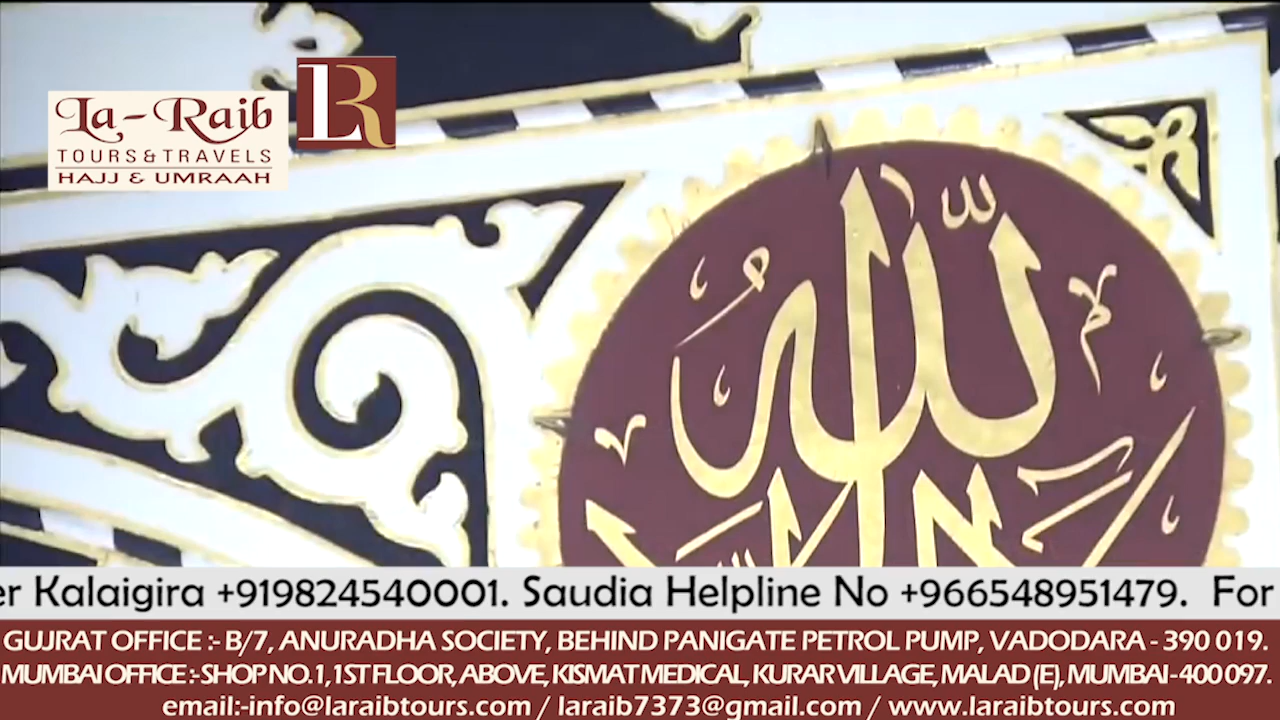 La-Raib
TOURS & TRAVELS
HAJJ & UMRAAH
LR
الله
er Kalaigira +919824540001. Saudia Helpline No +966548951479. For
GUJRAT OFFICE :- B/7, ANURADHA SOCIETY, BEHIND PANIGATE PETROL PUMP, VADODARA - 390 019.
MUMBAI OFFICE :- SHOP NO. 1, 1ST FLOOR, ABOVE, KISMAT MEDICAL, KURAR VILLAGE, MALAD (E), MUMBAI - 400 097.
email:-info@laraibtours.com / laraib7373@gmail.com / www.laraibtours.com